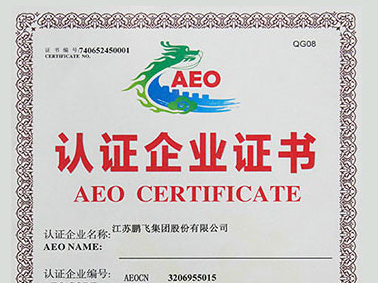 证书编号 740652450001
CERTIFICATE NO.
QG08
AEO
认证企业证书
AEO CERTIFICATE
认证企业名称: 江苏鹏飞集团股份有限公司
AEO NAME:
认证企业编号: AEOCN 3206955015